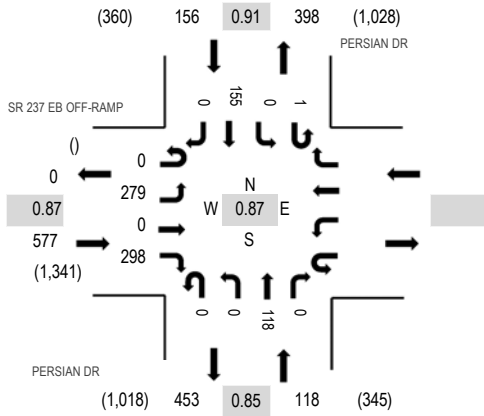 (360) 156 0.91 398 (1,028)
PERSIAN DR
0 155 0 1
SR 237 EB OFF-RAMP
()
0 0
279
N
0.87 W 0.87 E
0
577 S
298
(1,341)
0 0 118 0
PERSIAN DR
(1,018) 453 0.85 118 (345)